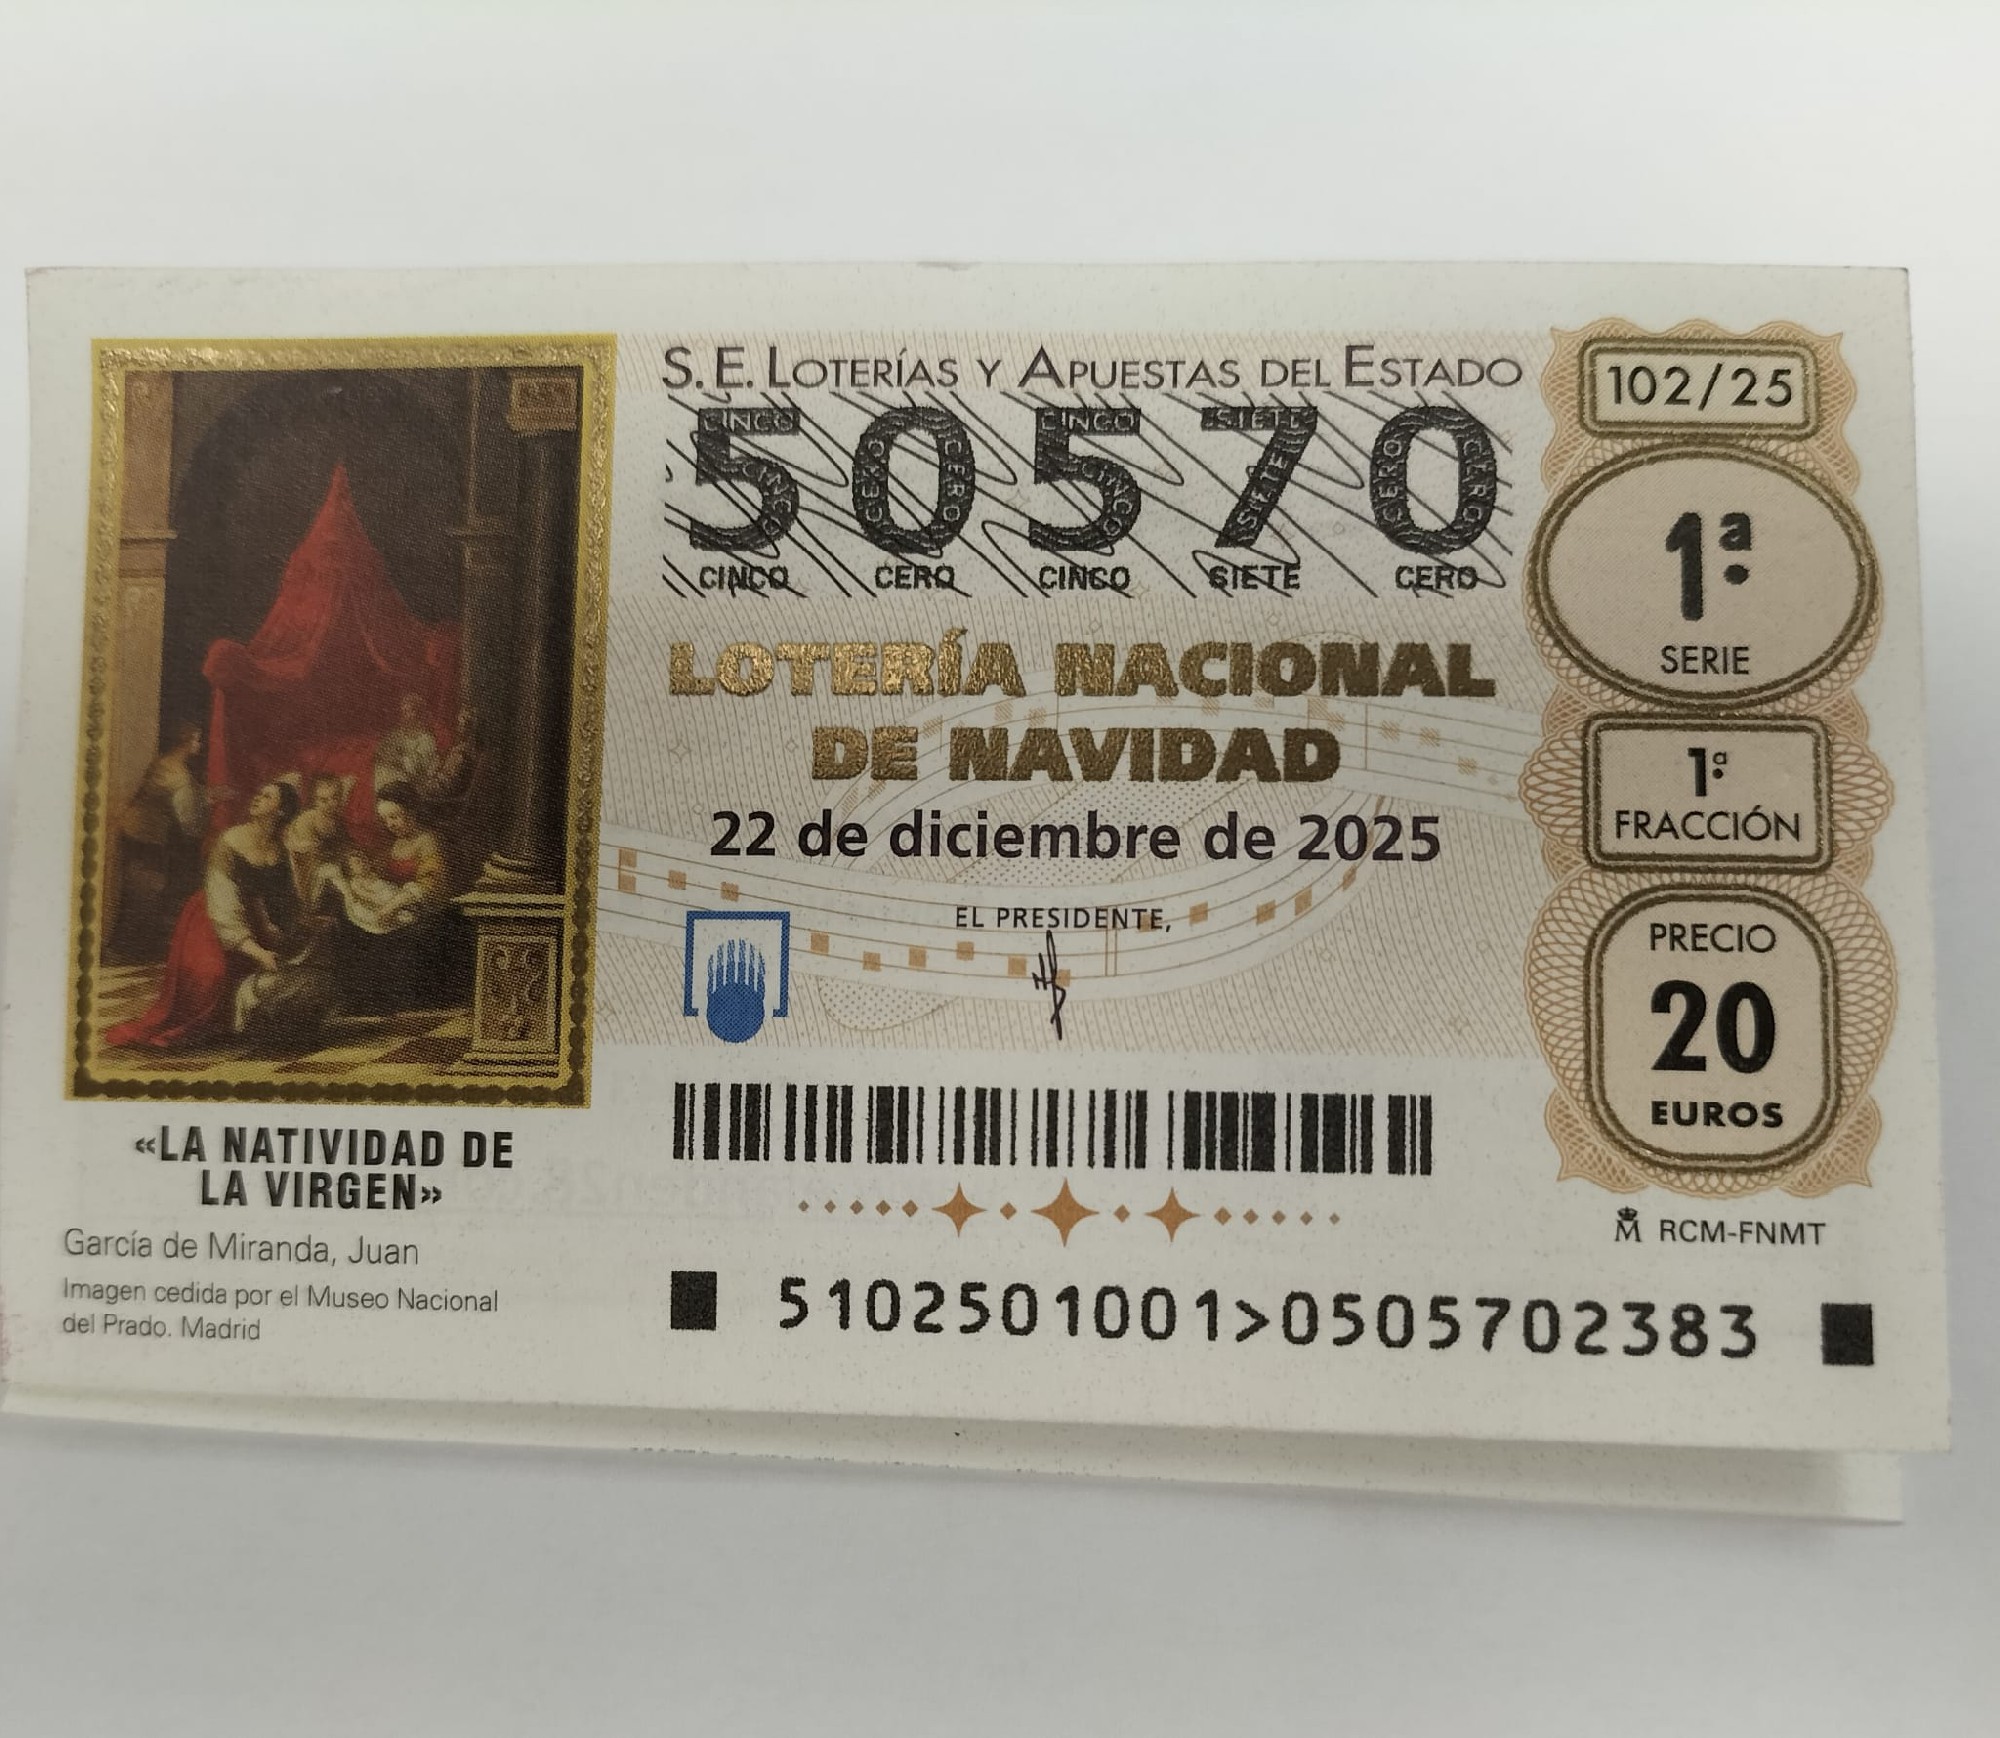 S.E. LOTERÍAS Y APUESTAS DEL ESTADO
50570
CINCO CERO CINCO SIETE CERO
LOTERÍA NACIONAL
DE NAVIDAD
22 de diciembre de 2025
EL PRESIDENTE,
102/25
1ª
SERIE
1ª
FRACCIÓN
PRECIO
20
EUROS
RCM-FNMT
«LA NATIVIDAD DE
LA VIRGEN»
García de Miranda, Juan
Imagen cedida por el Museo Nacional
del Prado. Madrid
5102501001>0505702383